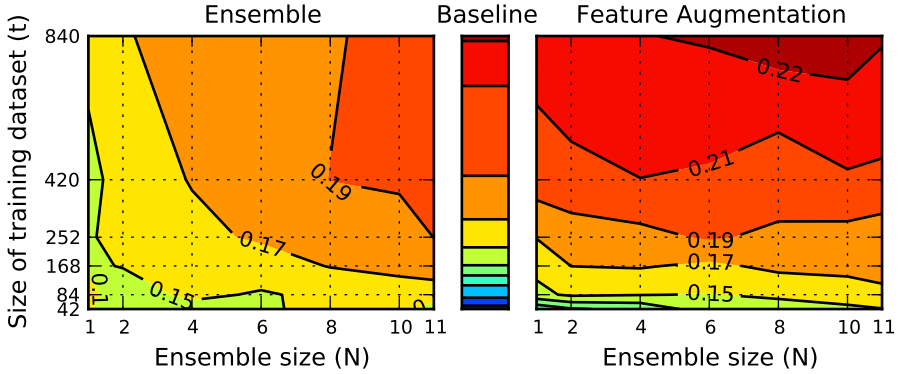 Ensemble
Baseline
Feature Augmentation
Size of training dataset (t)
840
420
252
168
84
42
0.19
0.17
0.15
0.1
1 2 4 6 8 10 11
Ensemble size (N)
0.22
0.21
0.19
0.17
0.15
1 2 4 6 8 10 11
Ensemble size (N)